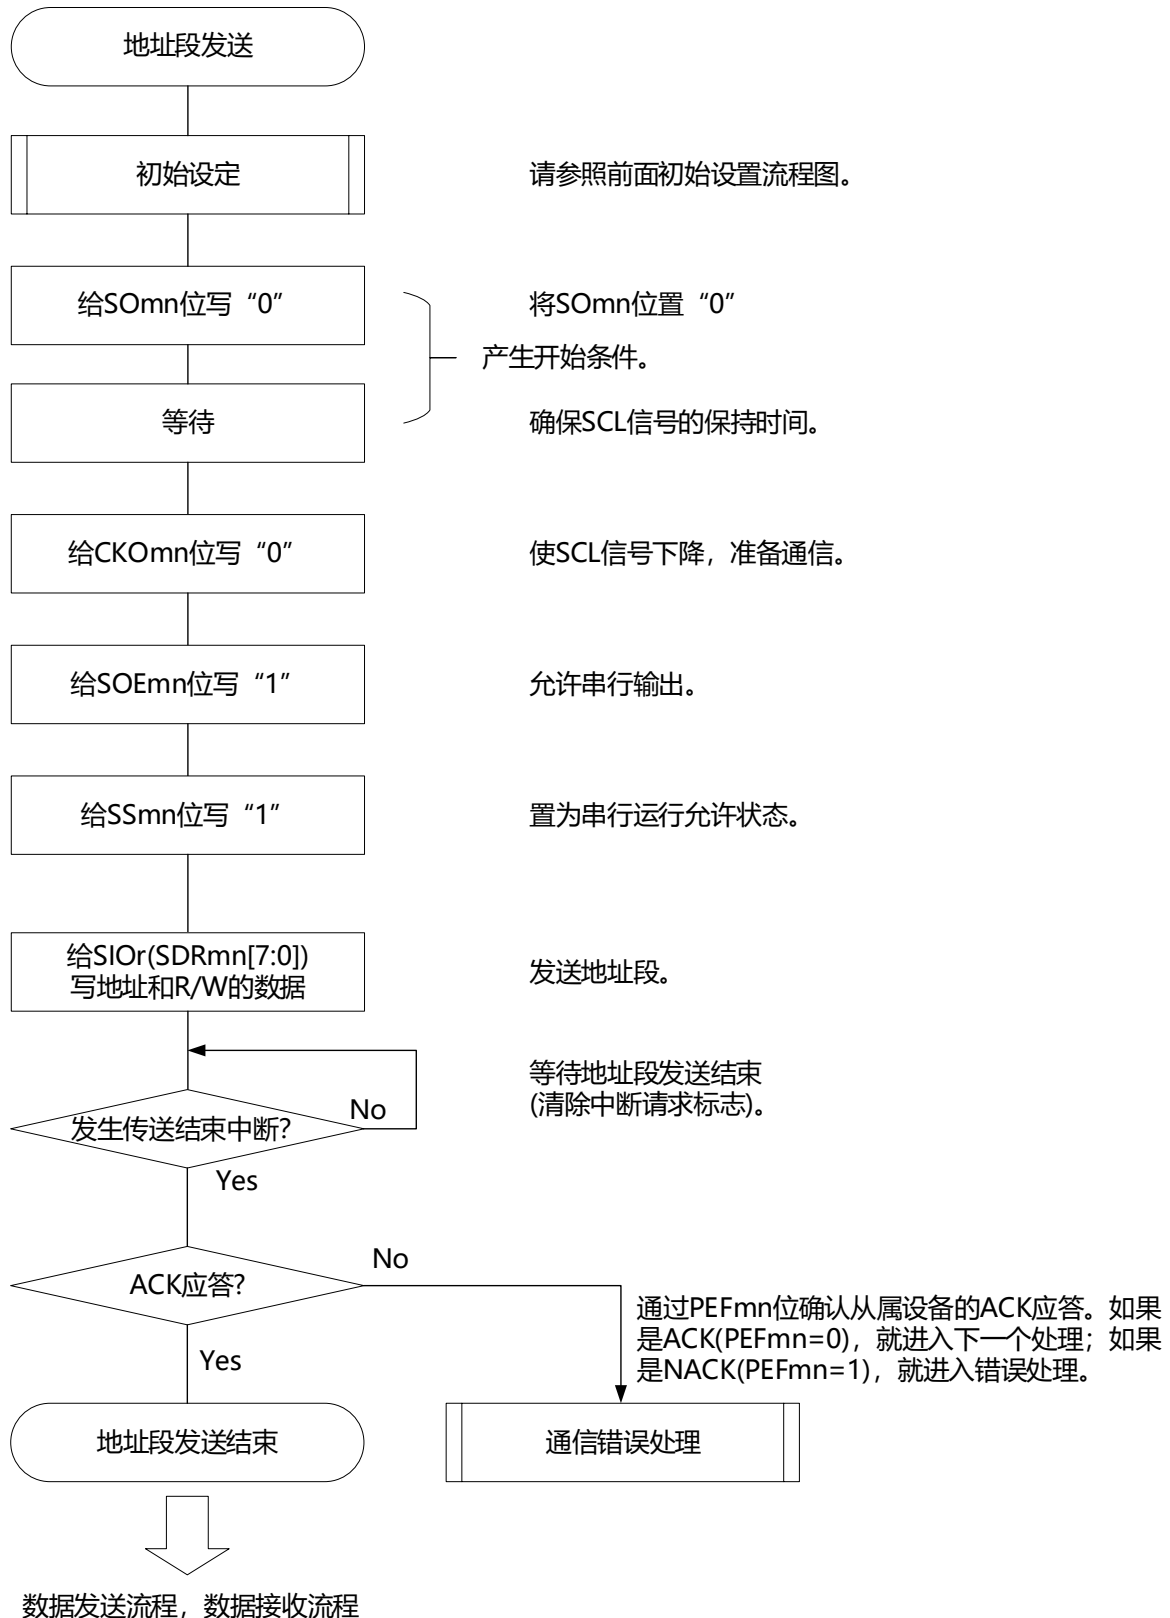 地址段发送
初始设定
请参照前面初始设置流程图。
给SOmn位写“0”
将SOmn位置“0”
产生开始条件。
等待
确保SCL信号的保持时间。
给CKOmn位写“0”
使SCL信号下降，准备通信。
给SOEmn位写“1”
允许串行输出。
给SSmn位写“1”
置为串行运行允许状态。
给SIOr(SDRmn[7:0])
写地址和R/W的数据
发送地址段。
等待地址段发送结束
(清除中断请求标志)。
发生传送结束中断?
No
Yes
ACK应答?
No
通过PEFmn位确认从属设备的ACK应答。如果
是ACK(PEFmn=0)，就进入下一个处理；如果
是NACK(PEFmn=1)，就进入错误处理。
Yes
地址段发送结束
通信错误处理
数据发送流程，数据接收流程